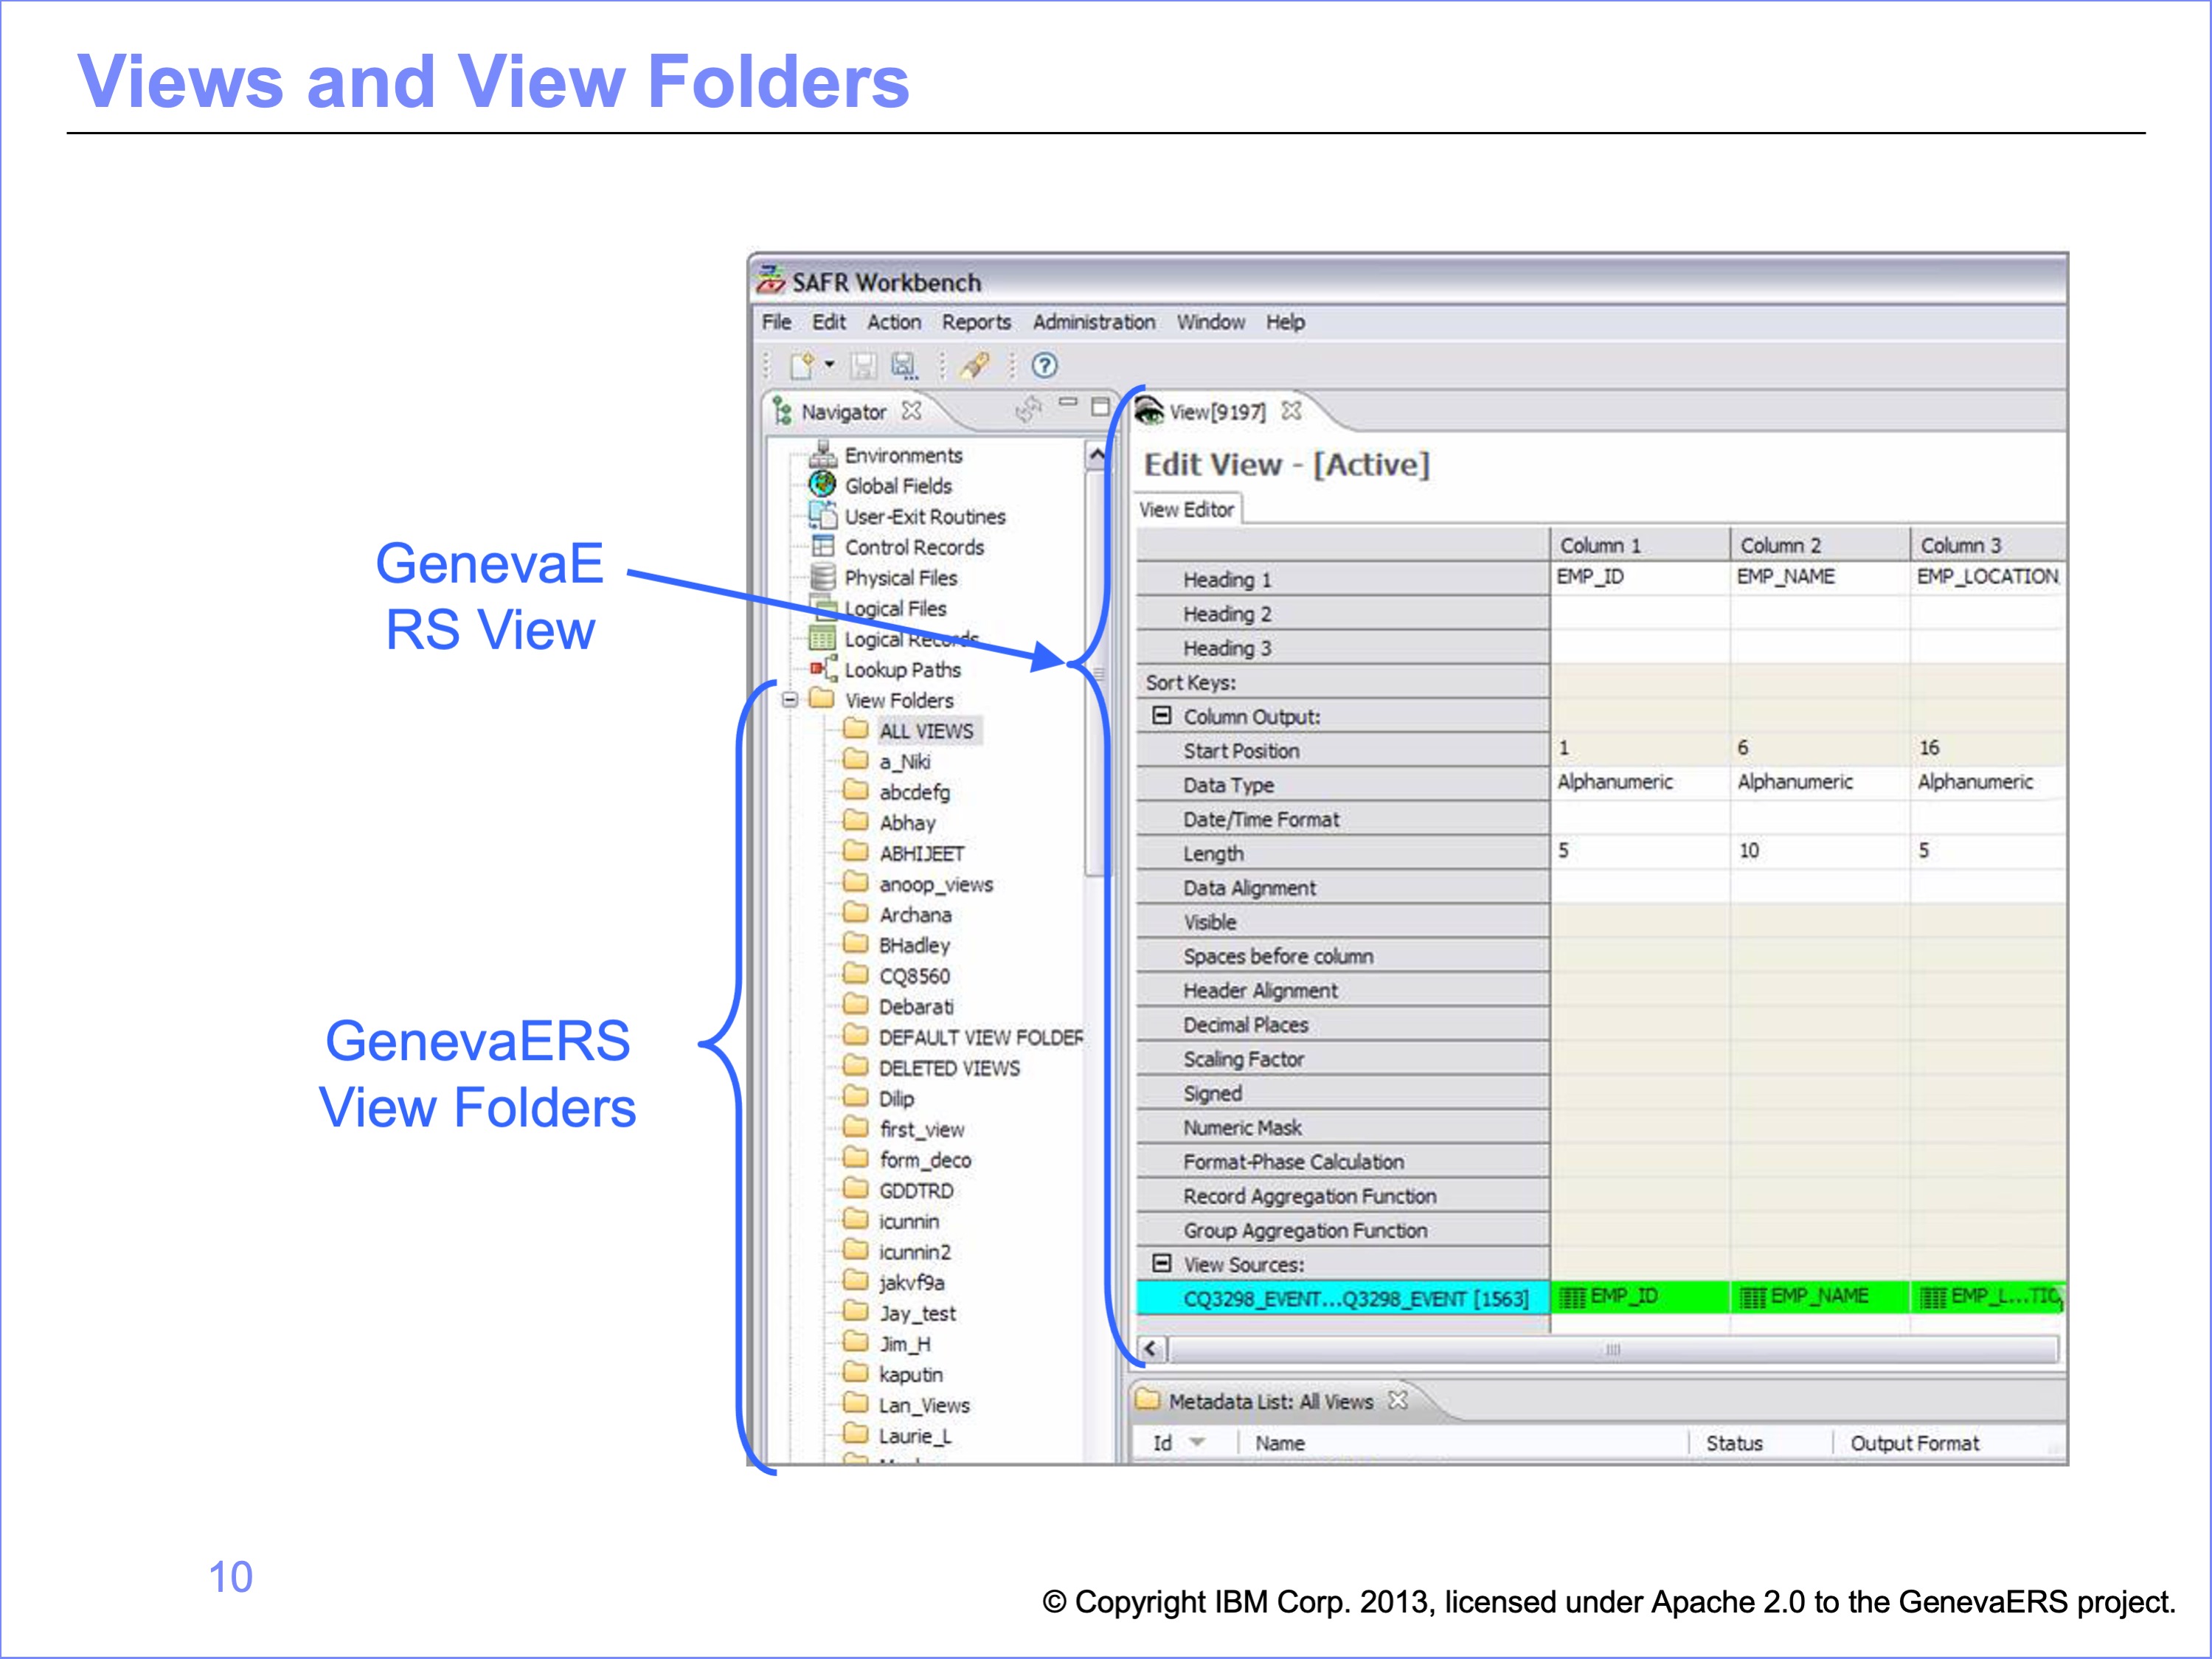 Views and View Folders
SAFR Workbench
File Edit Action Reports Administration Window Help
Navigator
Environments
Global Fields
User-Exit Routines
Control Records
Physical Files
Logical Files
Logical Records
Lookup Paths
View Folders
ALL VIEWS
a_Niki
abcdefg
Abhay
ABHIJEET
anoop_views
Archana
BHadley
CQ8560
Debarati
DEFAULT VIEW FOLDER
DELETED VIEWS
Dilip
first_view
form_deco
GDDTRD
icunnin
icunnin2
jakvf9a
Jay_test
Jim_H
kaputin
Lan_Views
Laurie_L
View[9197]
Edit View - [Active]
View Editor
Column 1 Column 2 Column 3
Heading 1 EMP_ID EMP_NAME EMP_LOCATION
Heading 2
Heading 3
Sort Keys:
Column Output:
Start Position 1 6 16
Data Type Alphanumeric Alphanumeric Alphanumeric
Date/Time Format
Length 5 10 5
Data Alignment
Visible
Spaces before column
Header Alignment
Decimal Places
Scaling Factor
Signed
Numeric Mask
Format-Phase Calculation
Record Aggregation Function
Group Aggregation Function
View Sources:
CQ3298_EVENT...Q3298_EVENT [1563] EMP_ID EMP_NAME EMP_L...TIO
Metadata List: All Views
Id Name Status Output Format
GenevaE
RS View
GenevaERS
View Folders
10
© Copyright IBM Corp. 2013, licensed under Apache 2.0 to the GenevaERS project.